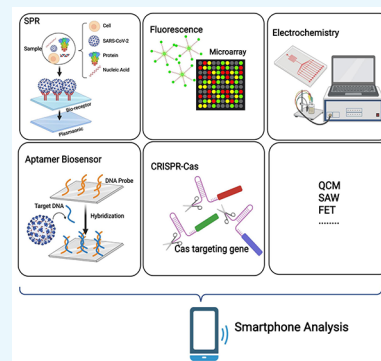 SPR
Sample
Cell
SARS-CoV-2
Protein
Nucleic Acid
Bio-receptor
Plasmonic
Fluorescence
Microarray
Electrochemistry
Aptamer Biosensor
DNA Probe
Target DNA
Hybridization
CRISPR-Cas
Cas targeting gene
QCM
SAW
FET
........
Smartphone Analysis